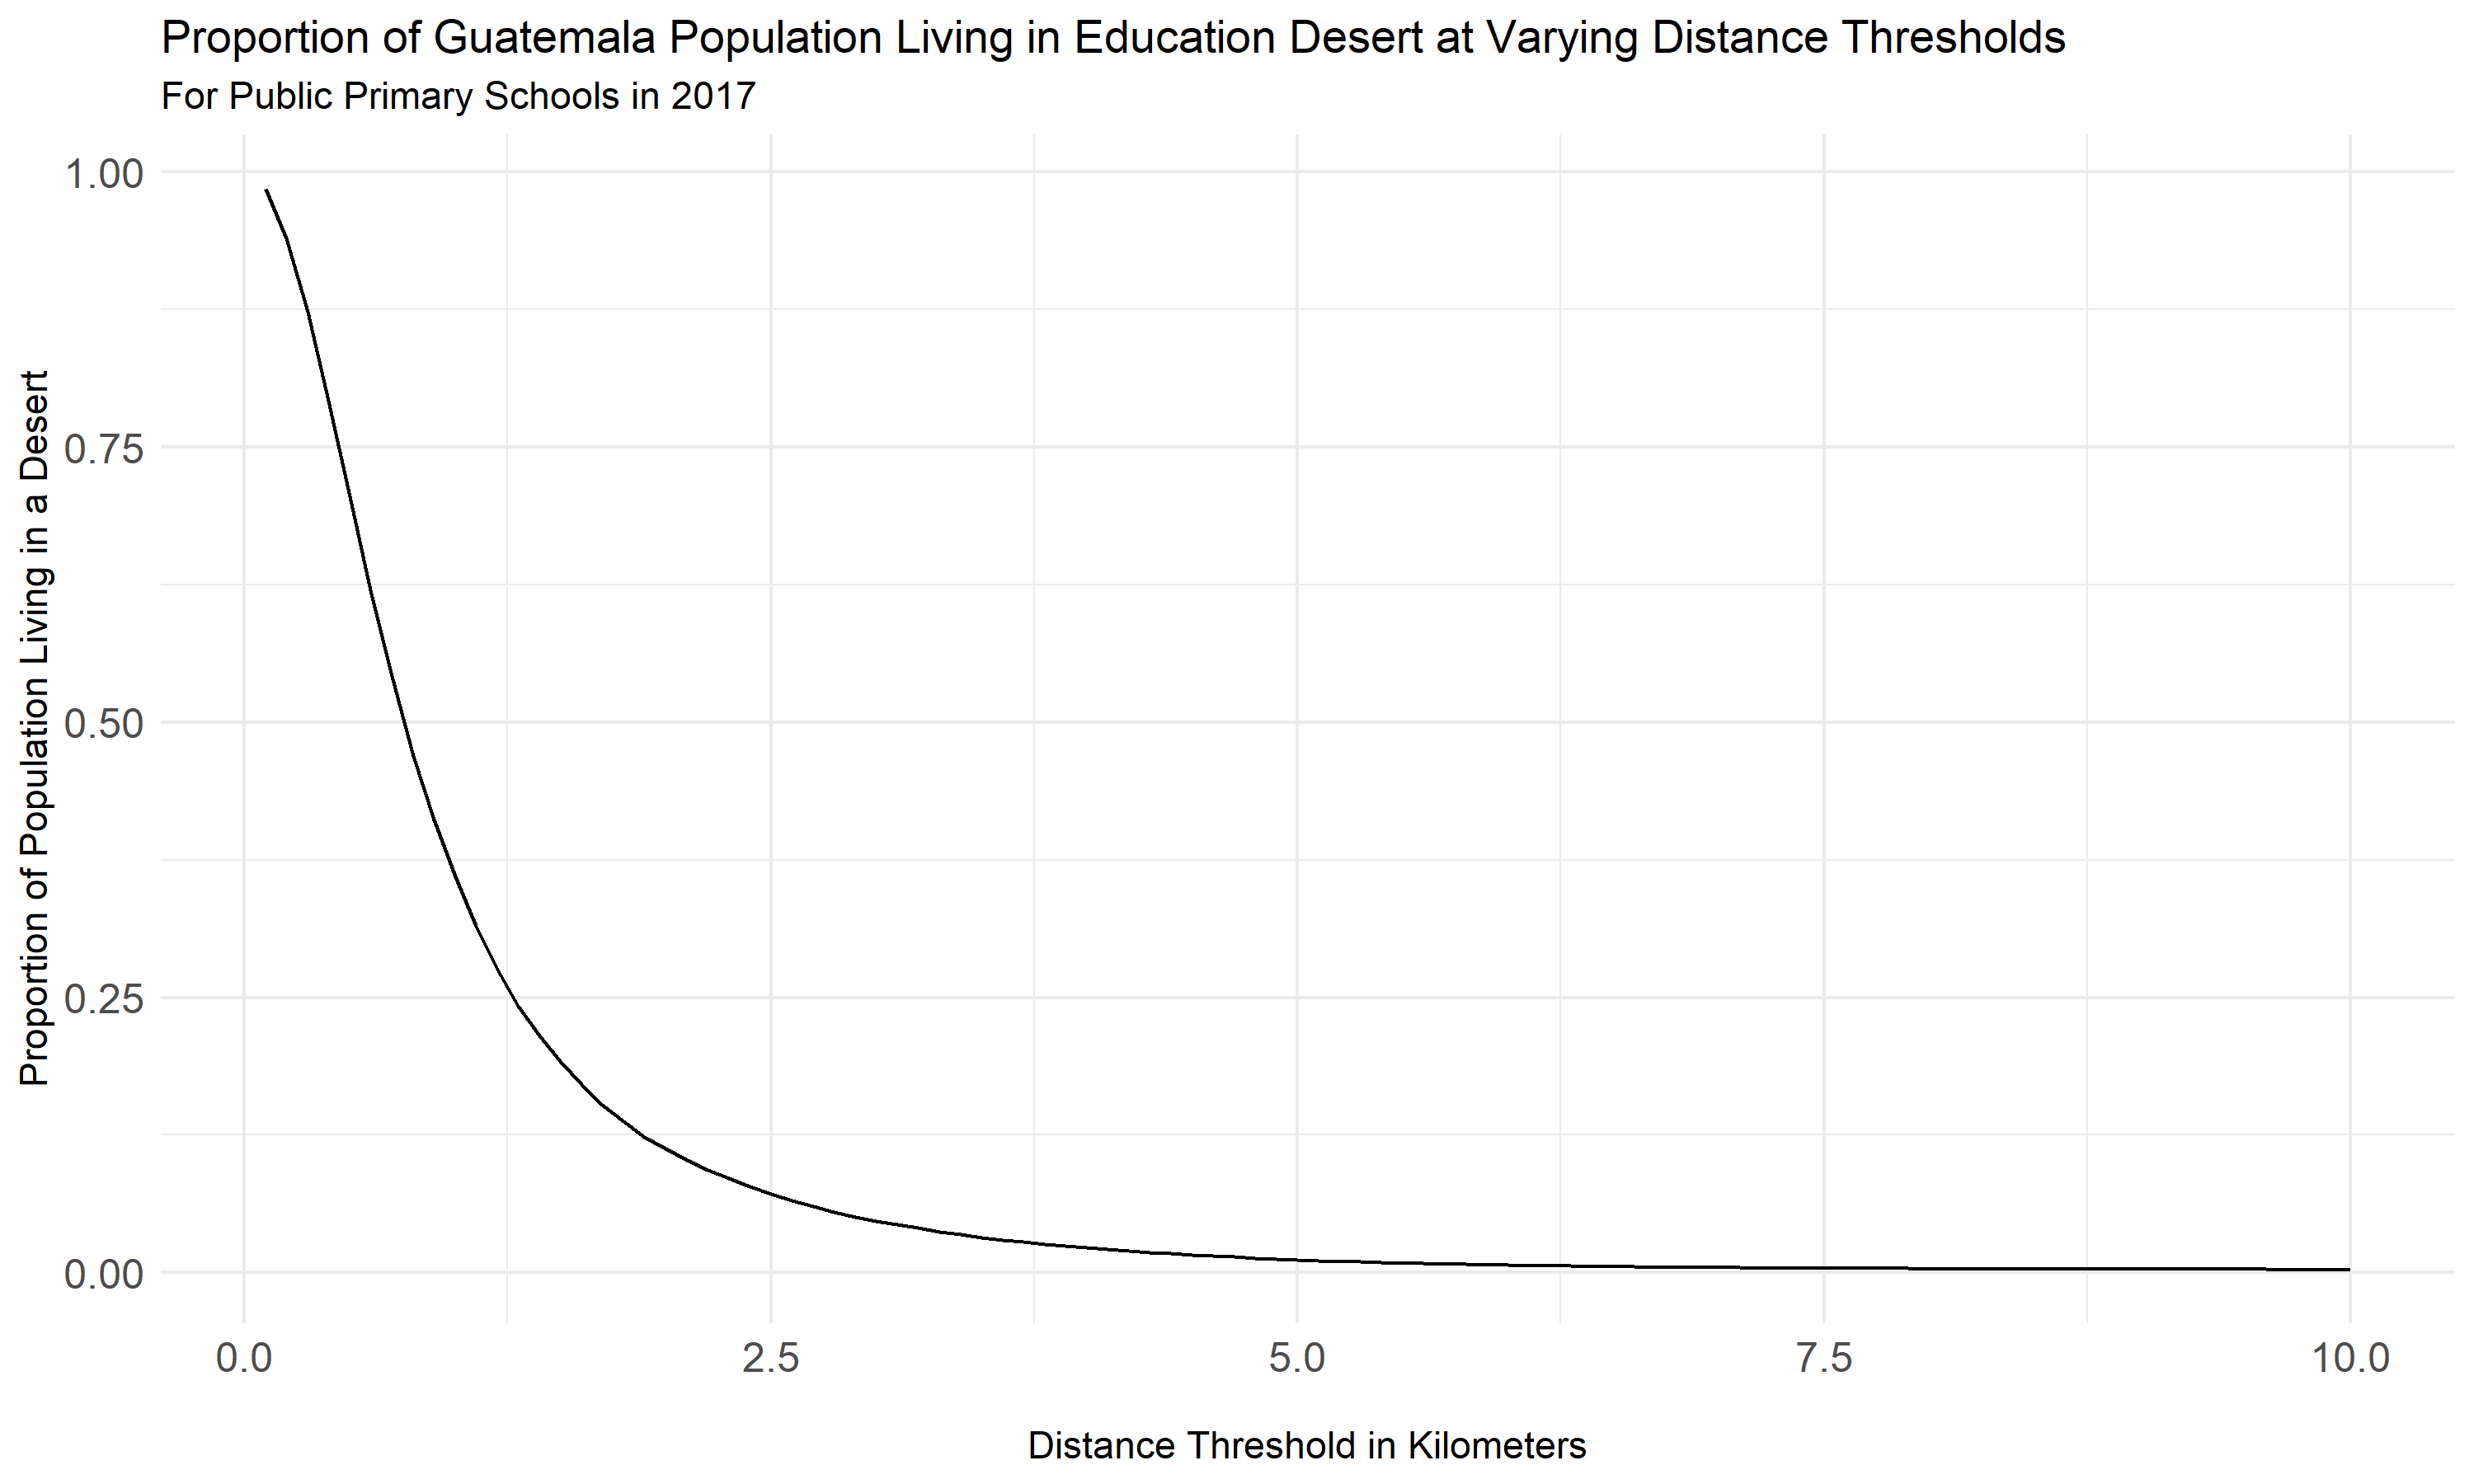 Proportion of Guatemala Population Living in Education Desert at Varying Distance Thresholds
For Public Primary Schools in 2017
Proportion of Population Living in a Desert
1.00
0.75
0.50
0.25
0.00
0.0 2.5 5.0 7.5 10.0
Distance Threshold in Kilometers